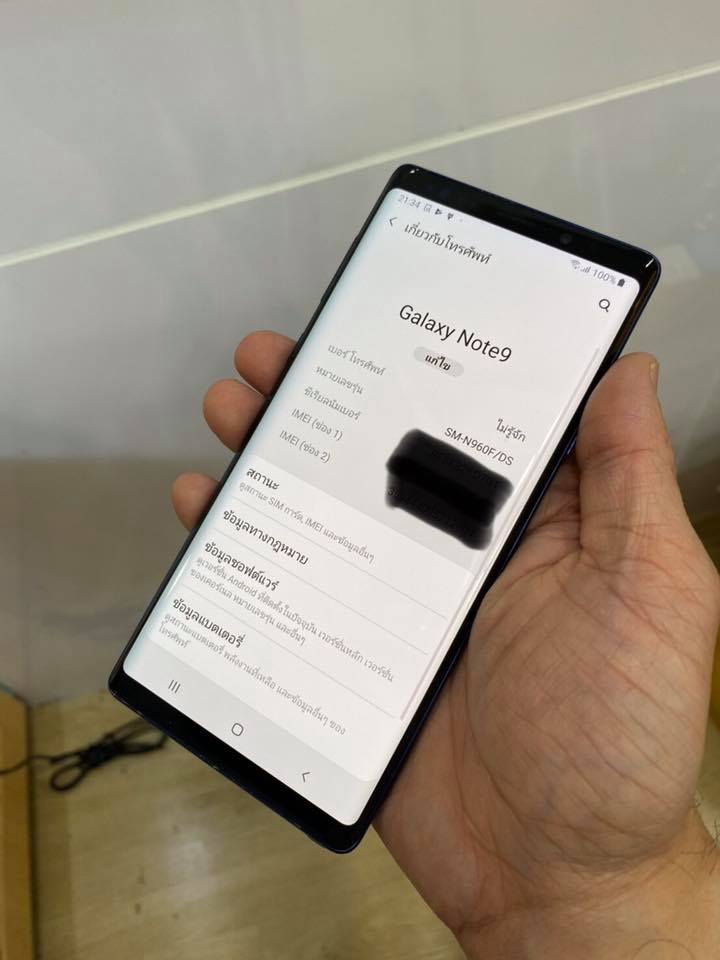 21:34
100%
เกี่ยวกับโทรศัพท์
Galaxy Note9
แก้ไข
เบอร์โทรศัพท์ ไม่รู้จัก
หมายเลขรุ่น SM-N960F/DS
ซีเรียลนัมเบอร์
IMEI (ช่อง 1)
IMEI (ช่อง 2)
สถานะ
ดูสถานะ SIM การ์ด, IMEI และข้อมูลอื่นๆ
ข้อมูลทางกฎหมาย
ข้อมูลซอฟต์แวร์
ดูเวอร์ชั่น Android ที่ติดตั้งในปัจจุบัน เวอร์ชั่นหลัก เวอร์ชั่น
ของเคอร์เนล หมายเลขรุ่น และอื่นๆ
ข้อมูลแบตเตอรี่
ดูสถานะแบตเตอรี่ พลังงานที่เหลือ และข้อมูลอื่นๆ ของ
โทรศัพท์